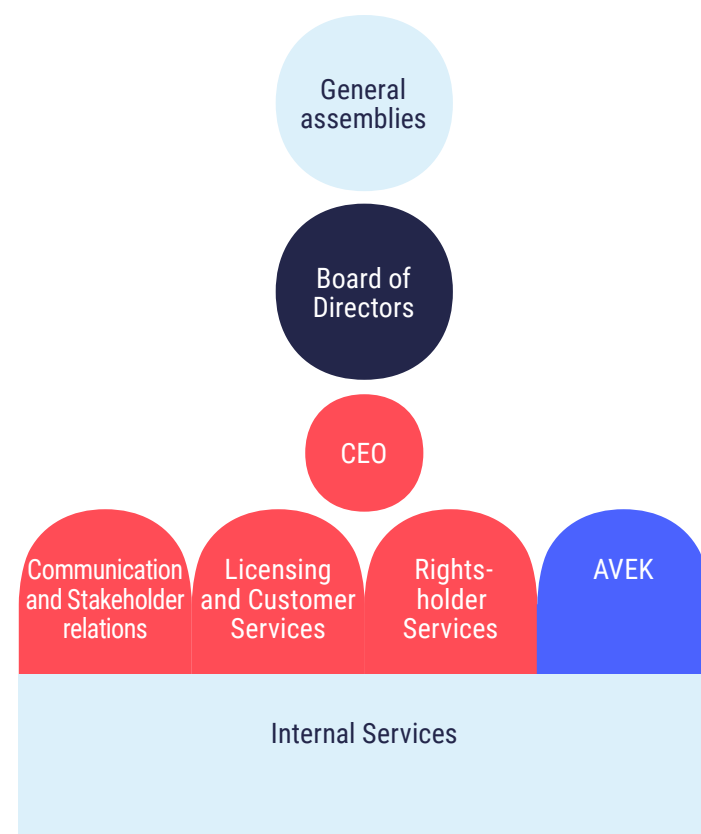 General
assemblies
Board of
Directors
CEO
Communication
and Stakeholder
relations
Licensing
and Customer
Services
Rights-
holder
Services
AVEK
Internal Services